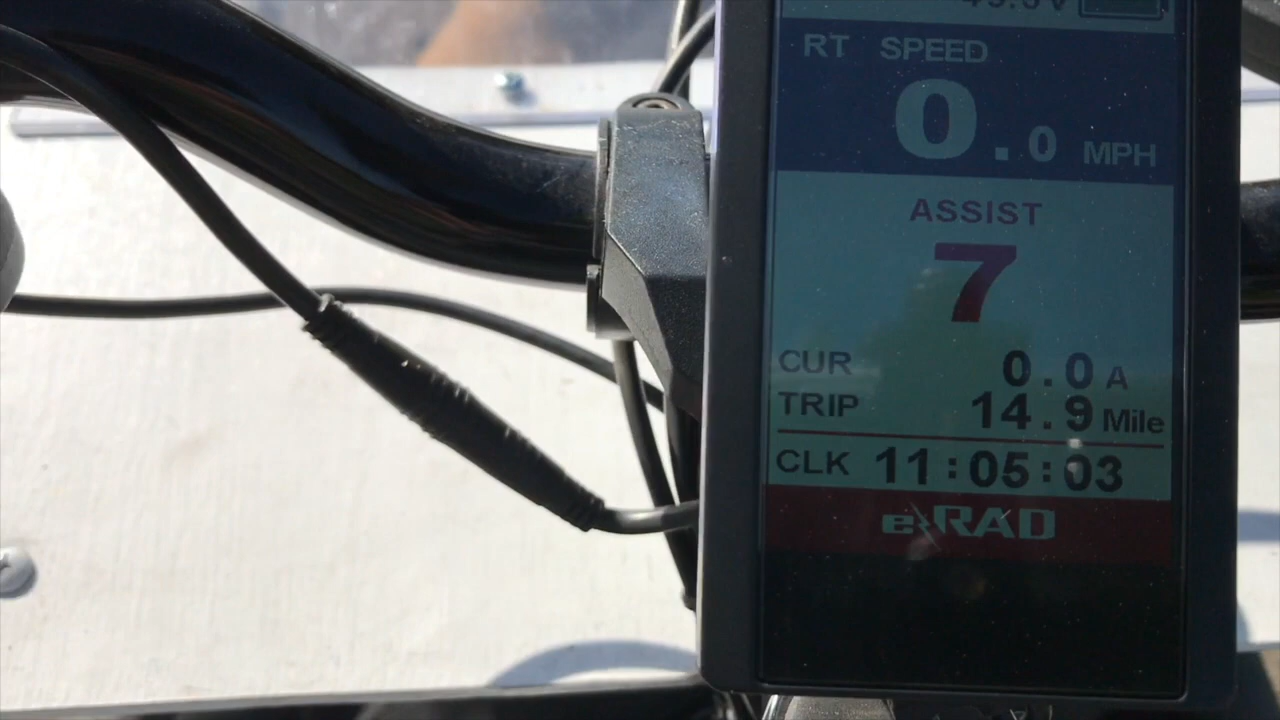 RT SPEED
0.0 MPH
ASSIST
7
CUR 0.0 A
TRIP 14.9 Mile
CLK 11:05:03
e-RAD